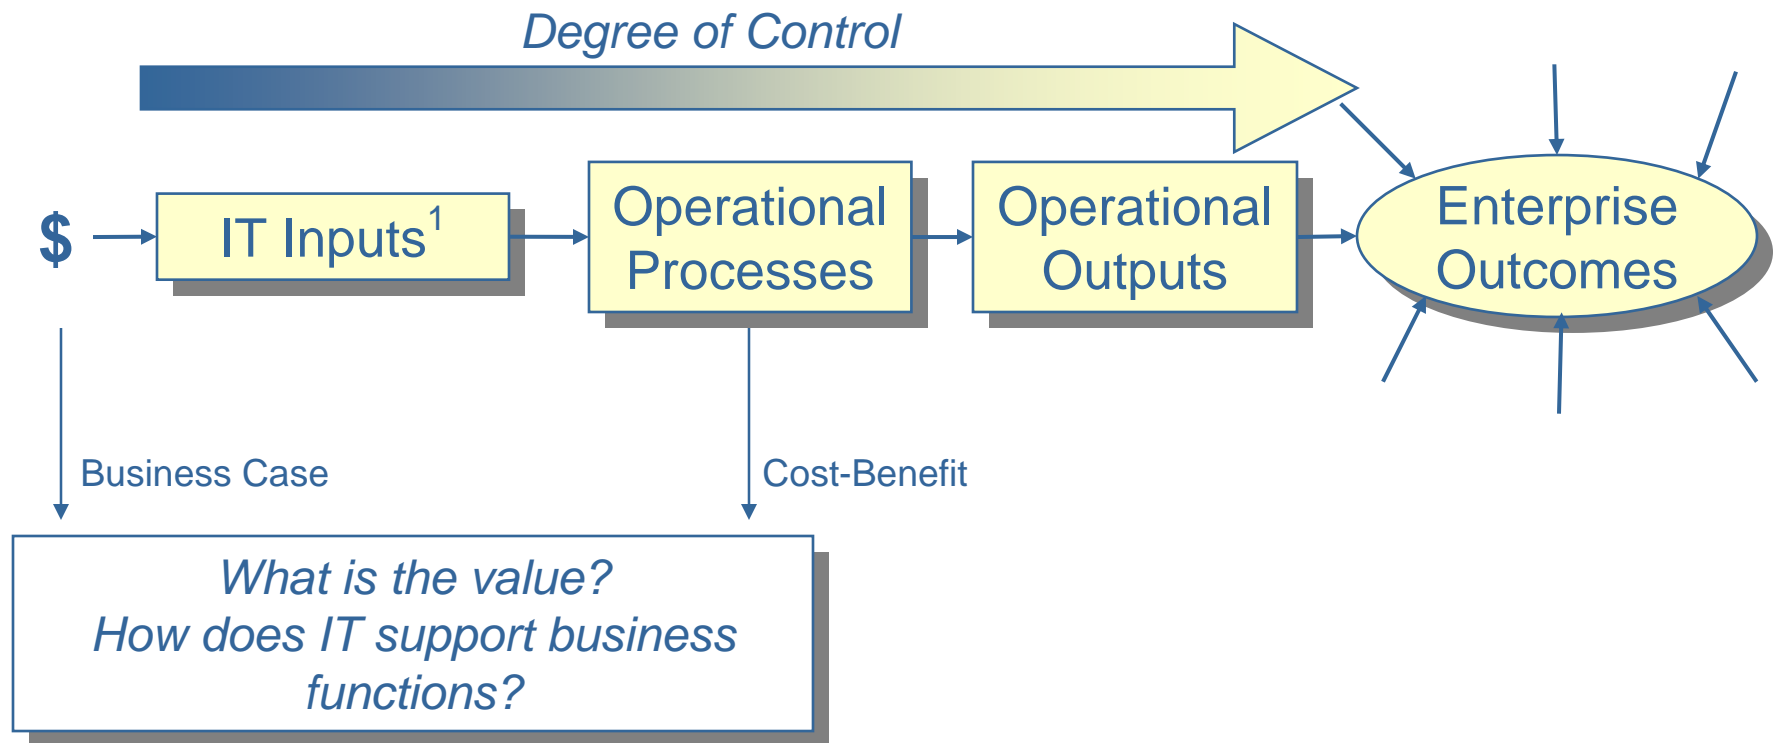 Degree of Control
$
IT Inputs¹
Operational
Processes
Operational
Outputs
Enterprise
Outcomes
Business Case
Cost-Benefit
What is the value?
How does IT support business
functions?